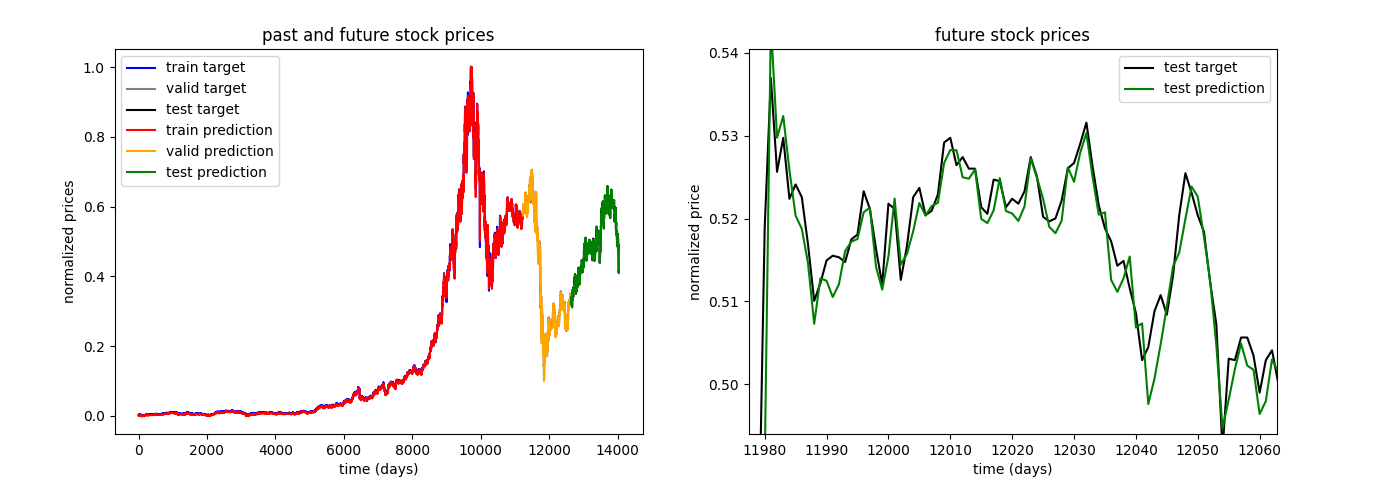 past and future stock prices
1.0
0.8
0.6
0.4
0.2
0.0
normalized prices
train target
valid target
test target
train prediction
valid prediction
test prediction
0 2000 4000 6000 8000 10000 12000 14000
time (days)
future stock prices
0.54
0.53
0.52
0.51
0.50
normalized price
test target
test prediction
11980 11990 12000 12010 12020 12030 12040 12050 12060
time (days)